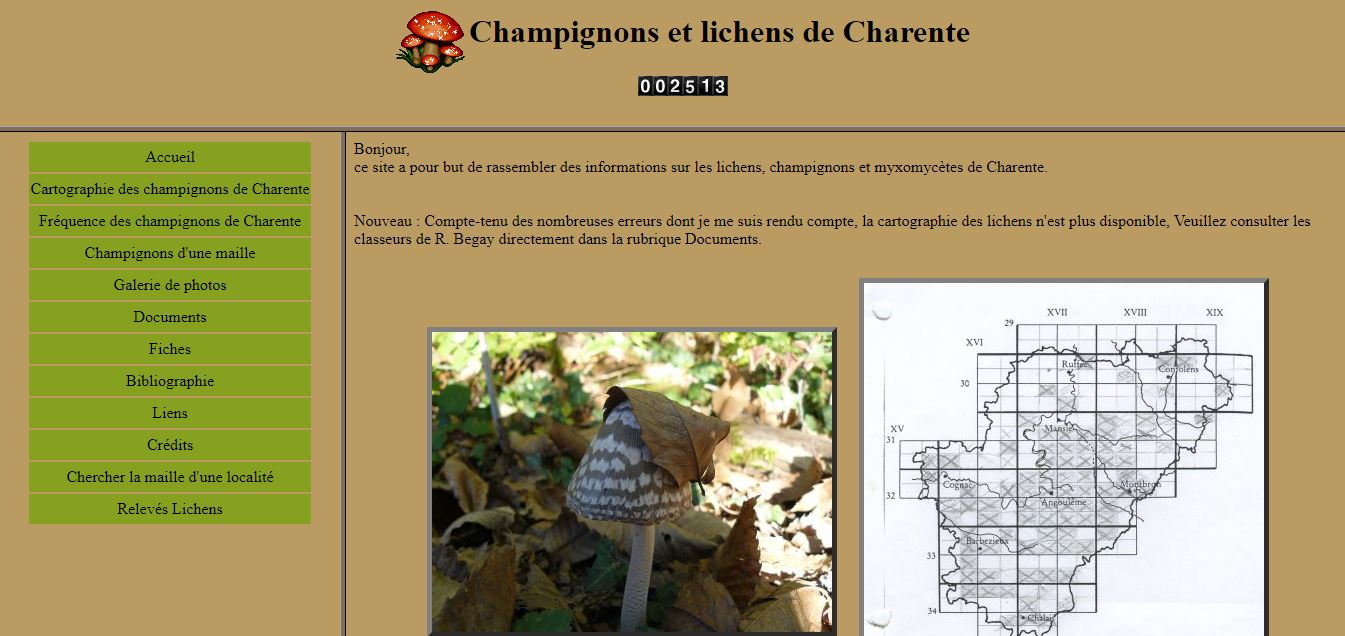 Champignons et lichens de Charente
002513
Accueil
Cartographie des champignons de Charente
Fréquence des champignons de Charente
Champignons d'une maille
Galerie de photos
Documents
Fiches
Bibliographie
Liens
Crédits
Chercher la maille d'une localité
Relevés Lichens
Bonjour,
ce site a pour but de rassembler des informations sur les lichens, champignons et myxomycètes de Charente.
Nouveau : Compte-tenu des nombreuses erreurs dont je me suis rendu compte, la cartographie des lichens n'est plus disponible, Veuillez consulter les
classeurs de R. Begay directement dans la rubrique Documents.
XVII XVIII XIX
29
XVI
Ruffec
Confolens
30
Mansle
XV
31
Cognac
Montbron
32
Angoulême
Barbezieux
33
34
Chalais